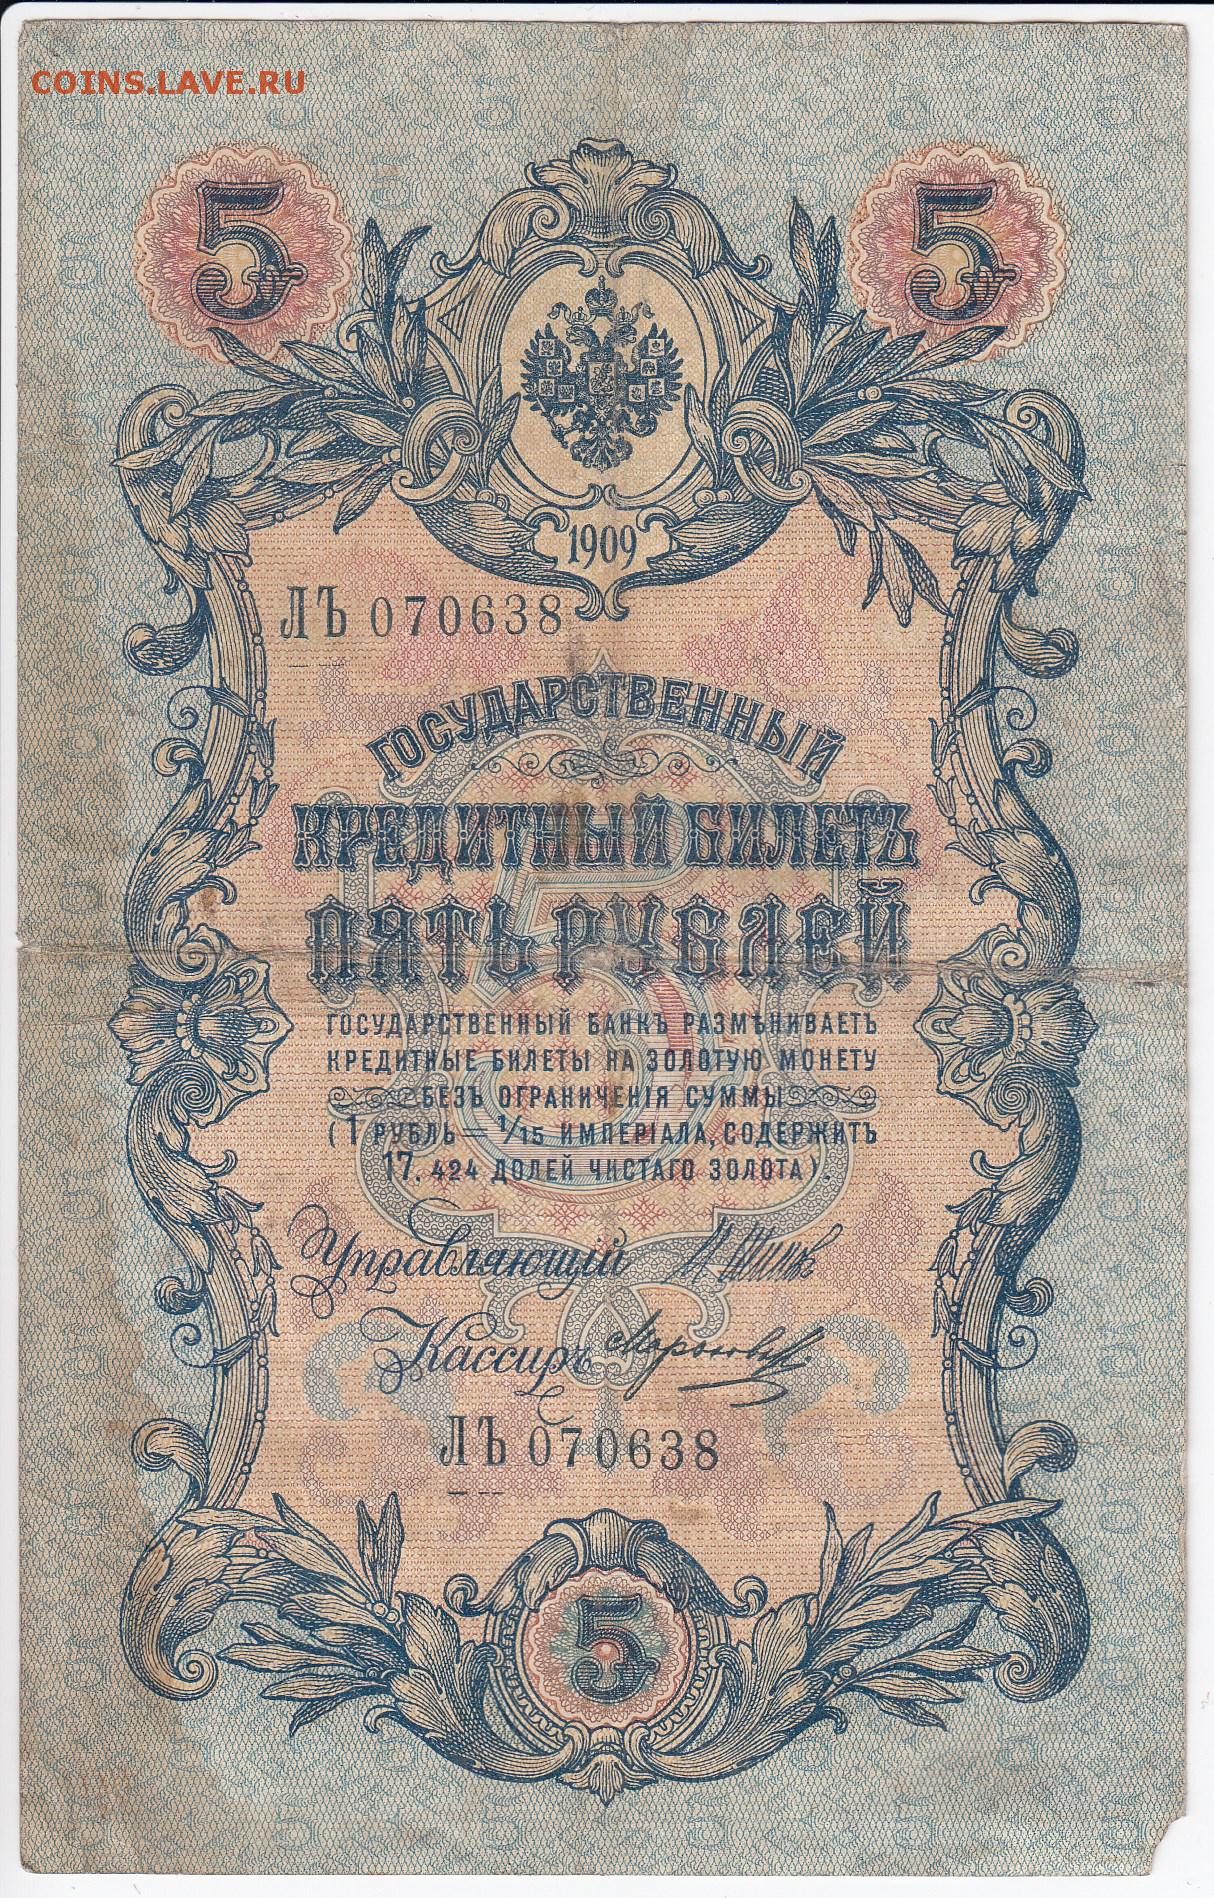 COINS.LAVE.RU
5 5
1909
ЛЪ 070638
ГОСУДАРСТВЕННЫЙ
КРЕДИТНЫЙ БИЛЕТЪ
ПЯТЬ РУБЛЕЙ
ГОСУДАРСТВЕННЫЙ БАНКЪ РАЗМѢНИВАЕТЪ
КРЕДИТНЫЕ БИЛЕТЫ НА ЗОЛОТУЮ МОНЕТУ
БЕЗЪ ОГРАНИЧЕНІЯ СУММЫ
(1 РУБЛЬ = 1/15 ИМПЕРІАЛА, СОДЕРЖИТЪ
17,424 ДОЛЕЙ ЧИСТАГО ЗОЛОТА).
Управляющій
Кассиръ
ЛЪ 070638
5